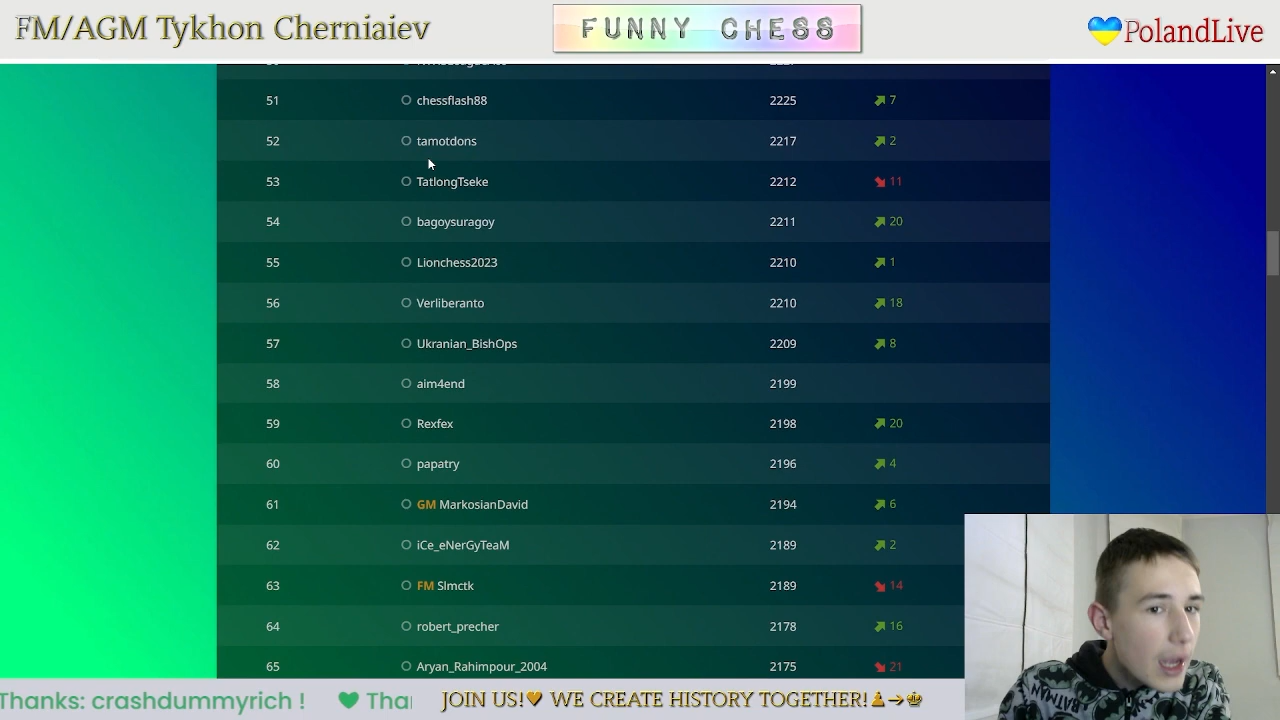 FM/AGM Tykhon Cherniaiev
FUNNY CHESS
PolandLive
51 chessflash88 2225 7
52 tamotdons 2217 2
53 TatlongTseke 2212 11
54 bagoysuragoy 2211 20
55 Lionchess2023 2210 1
56 Verliberanto 2210 18
57 Ukranian_BishOps 2209 8
58 aim4end 2199
59 Rexfex 2198 20
60 papatry 2196 4
61 GM MarkosianDavid 2194 6
62 iCe_eNerGyTeaM 2189 2
63 FM Slmctk 2189 14
64 robert_precher 2178 16
65 Aryan_Rahimpour_2004 2175 21
BATMAN
Thanks: crashdummyrich ! Tha
JOIN US!🧡 WE CREATE HISTORY TOGETHER!♟→♚